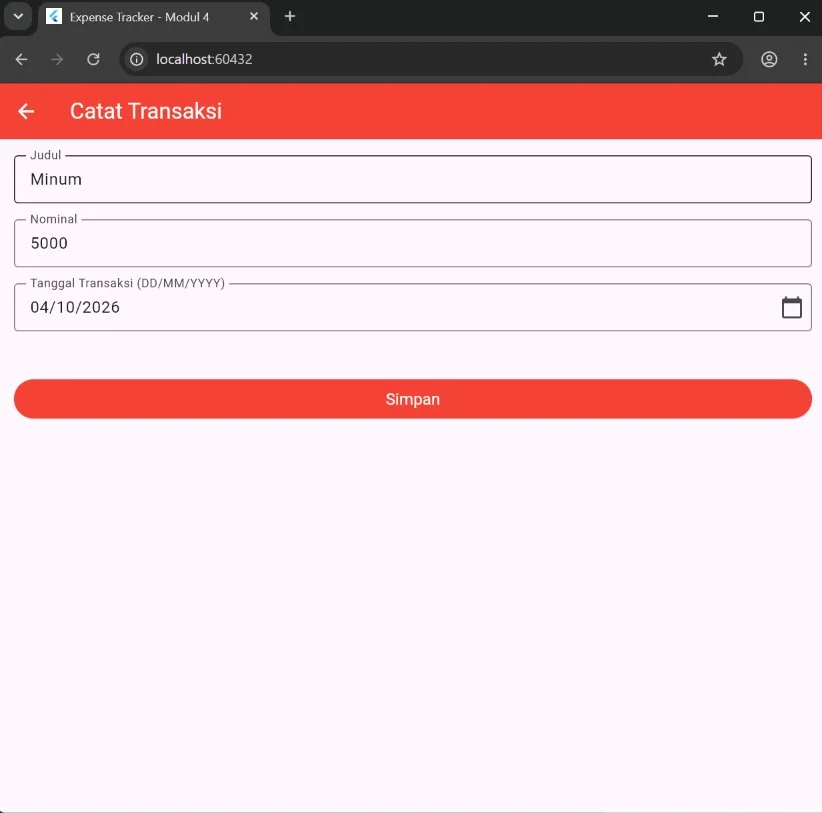 Expense Tracker - Modul 4
localhost:60432
Catat Transaksi
Judul
Minum
Nominal
5000
Tanggal Transaksi (DD/MM/YYYY)
04/10/2026
Simpan